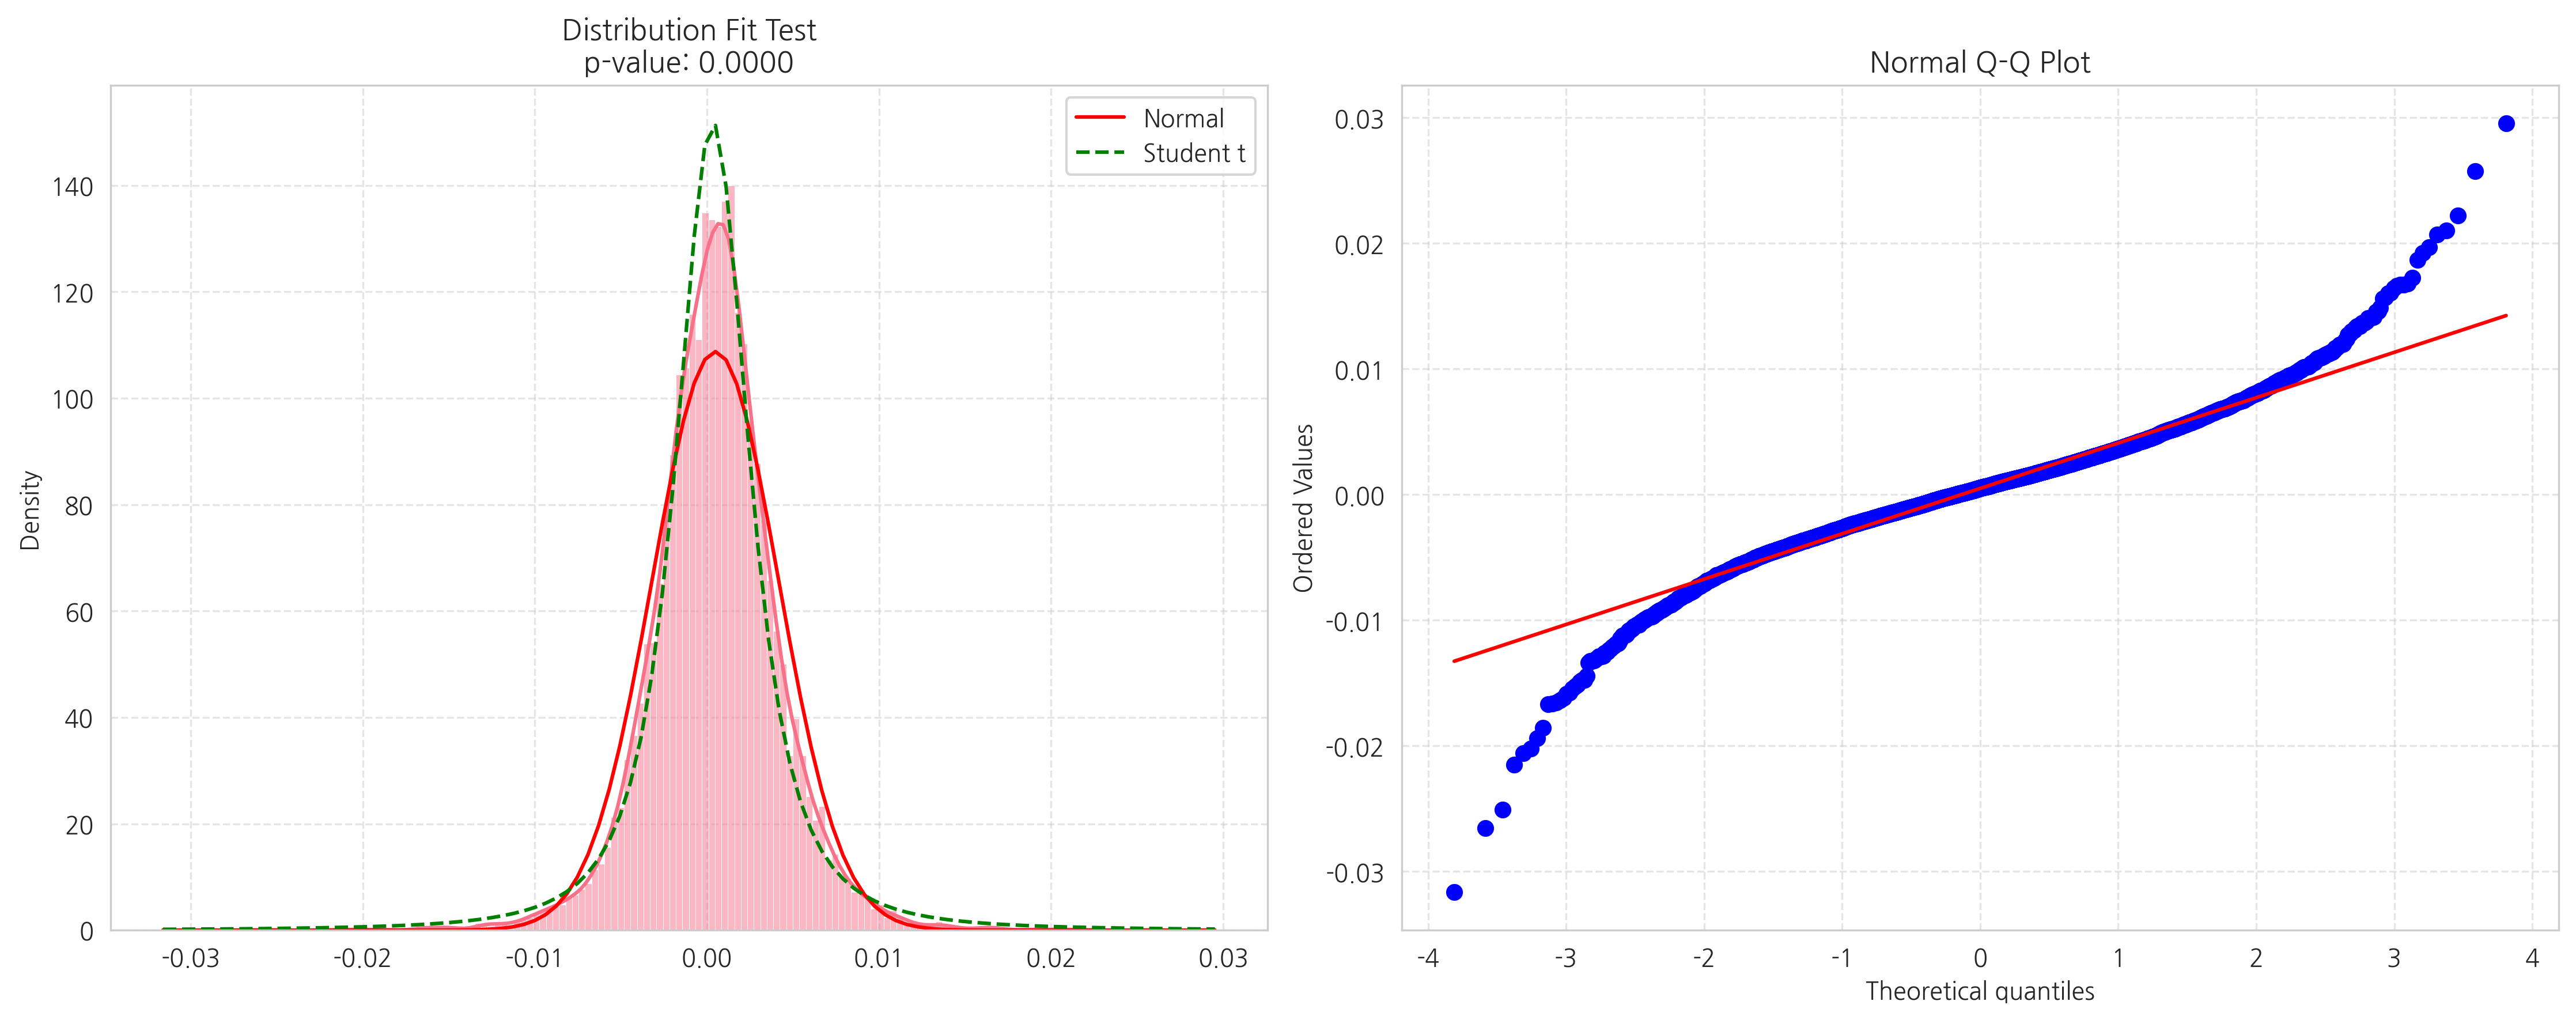 Distribution Fit Test
p-value: 0.0000
Normal
Student t
Density
140
120
100
80
60
40
20
0
-0.03 -0.02 -0.01 0.00 0.01 0.02 0.03
Normal Q-Q Plot
Ordered Values
0.03
0.02
0.01
0.00
-0.01
-0.02
-0.03
-4 -3 -2 -1 0 1 2 3 4
Theoretical quantiles